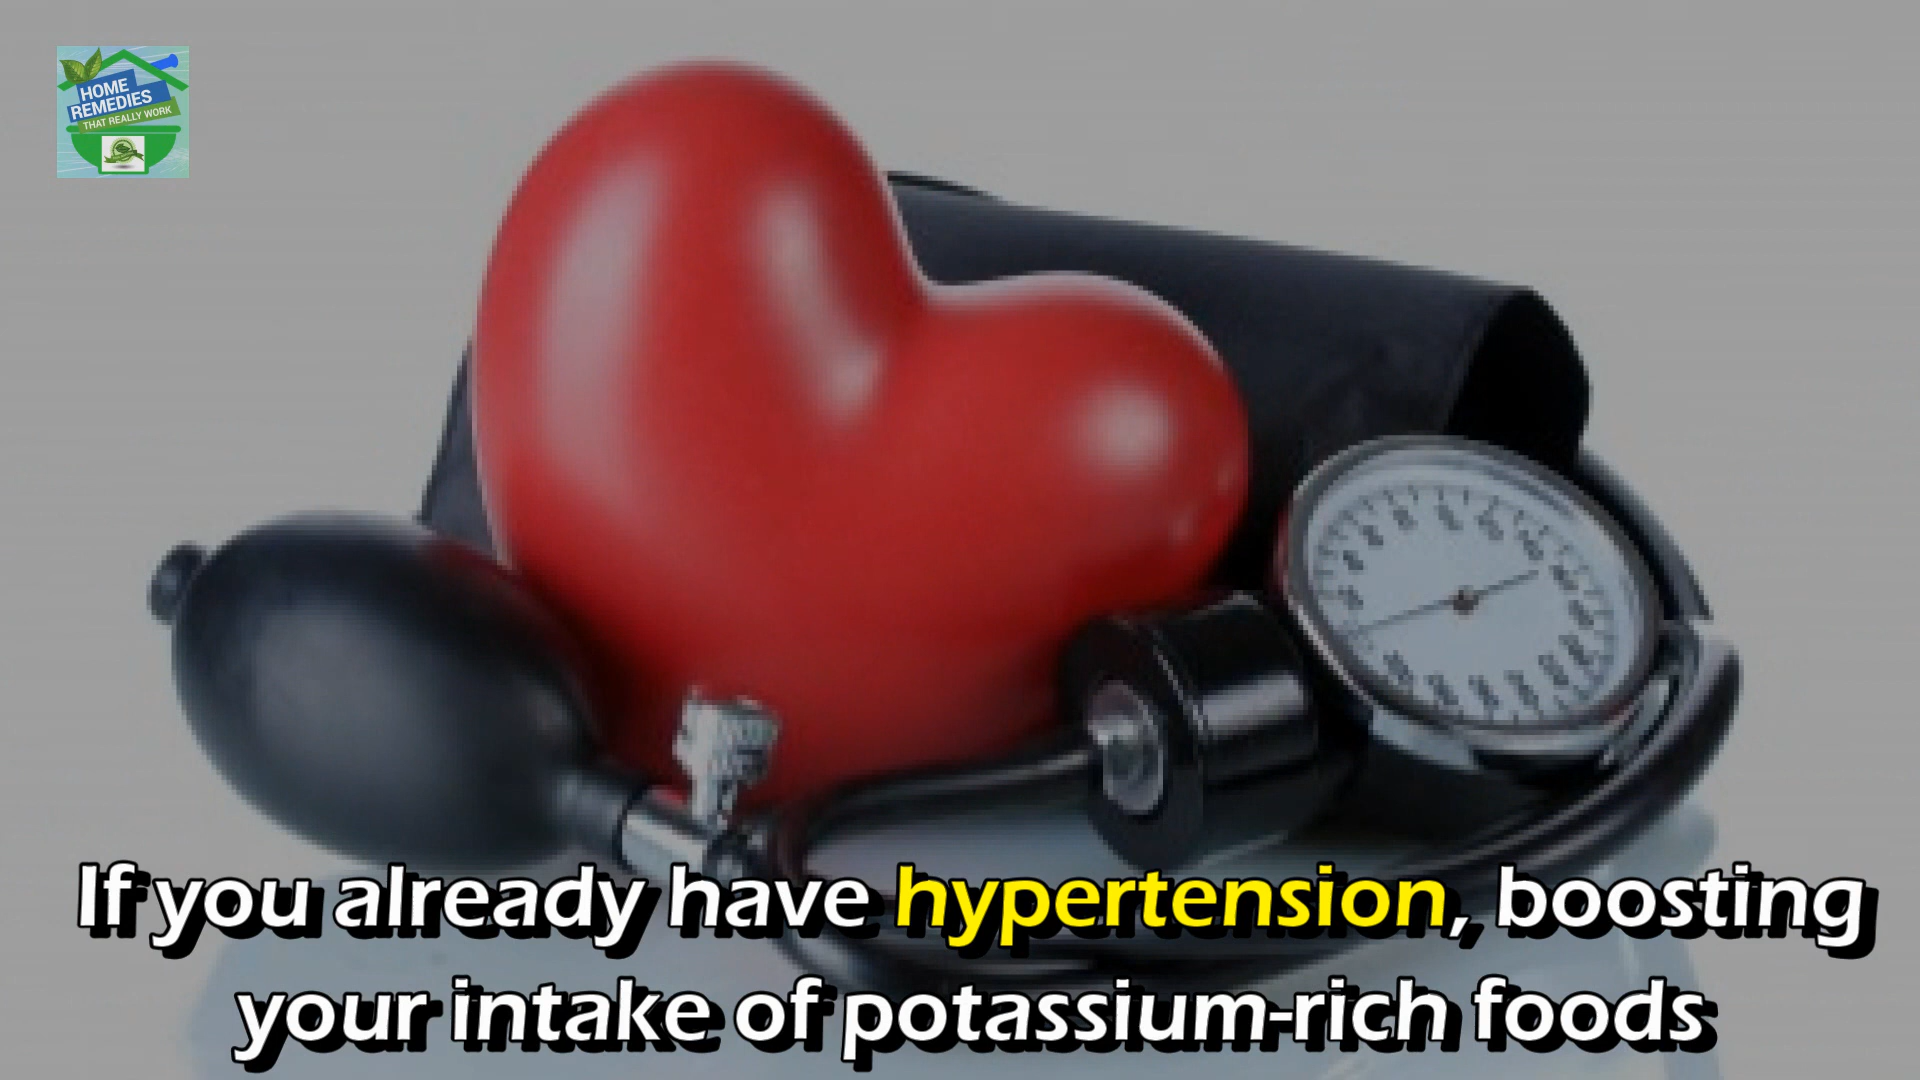 HOME
REMEDIES
THAT REALLY WORK
If you already have hypertension, boosting
your intake of potassium-rich foods